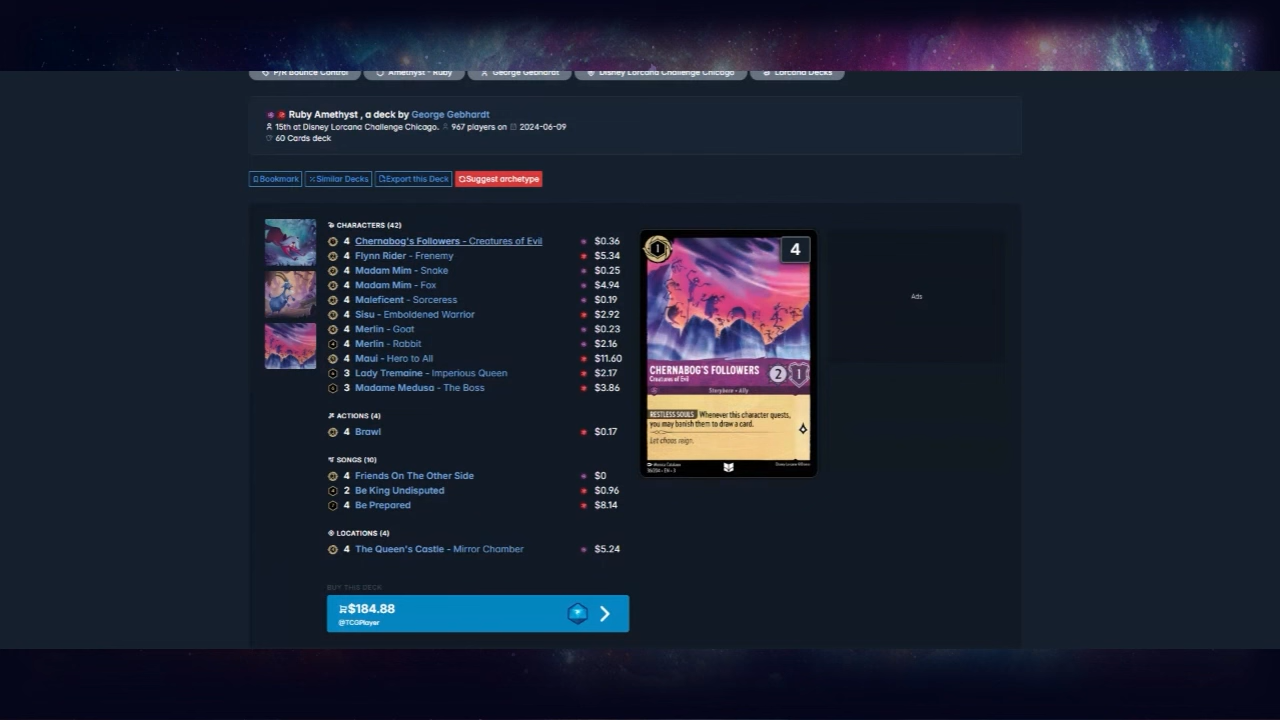 P/R Bounce Control Amethyst - Ruby George Gebhardt Disney Lorcana Challenge Chicago Lorcana Decks
Ruby Amethyst , a deck by George Gebhardt
15th at Disney Lorcana Challenge Chicago. 967 players on 2024-06-09
60 Cards deck
Bookmark Similar Decks Export this Deck Suggest archetype
CHARACTERS (42)
4 Chernabog's Followers - Creatures of Evil $0.36
4 Flynn Rider - Frenemy $5.34
4 Madam Mim - Snake $0.25
4 Madam Mim - Fox $4.94
4 Maleficent - Sorceress $0.19
4 Sisu - Emboldened Warrior $2.92
4 Merlin - Goat $0.23
4 Merlin - Rabbit $2.16
4 Maui - Hero to All $11.60
3 Lady Tremaine - Imperious Queen $2.17
3 Madame Medusa - The Boss $3.86
ACTIONS (4)
4 Brawl $0.17
SONGS (10)
4 Friends On The Other Side $0
2 Be King Undisputed $0.96
4 Be Prepared $8.14
LOCATIONS (4)
4 The Queen's Castle - Mirror Chamber $5.24
BUY THIS DECK
$184.88
@TCGPlayer
1
4
CHERNABOG'S FOLLOWERS 2 1
Creatures of Evil
Storyborn • Ally
RESTLESS SOULS Whenever this character quests,
you may banish them to draw a card.
Let chaos reign.
Ads